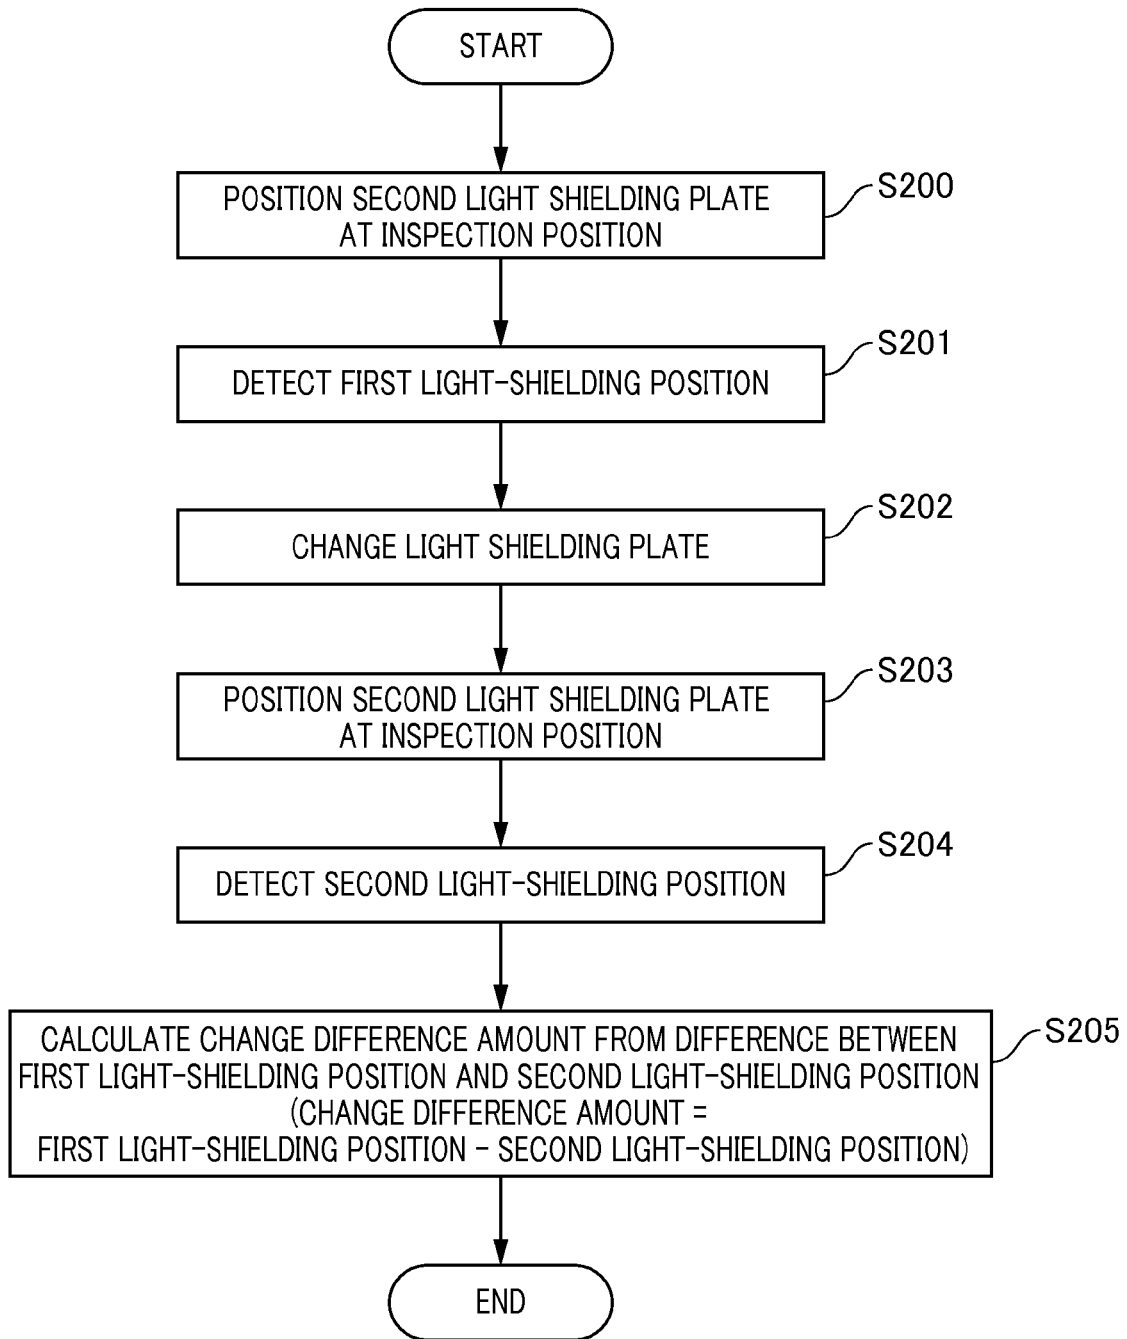 START
POSITION SECOND LIGHT SHIELDING PLATE
AT INSPECTION POSITION
S200
DETECT FIRST LIGHT-SHIELDING POSITION
S201
CHANGE LIGHT SHIELDING PLATE
S202
POSITION SECOND LIGHT SHIELDING PLATE
AT INSPECTION POSITION
S203
DETECT SECOND LIGHT-SHIELDING POSITION
S204
CALCULATE CHANGE DIFFERENCE AMOUNT FROM DIFFERENCE BETWEEN
FIRST LIGHT-SHIELDING POSITION AND SECOND LIGHT-SHIELDING POSITION
(CHANGE DIFFERENCE AMOUNT =
FIRST LIGHT-SHIELDING POSITION - SECOND LIGHT-SHIELDING POSITION)
S205
END